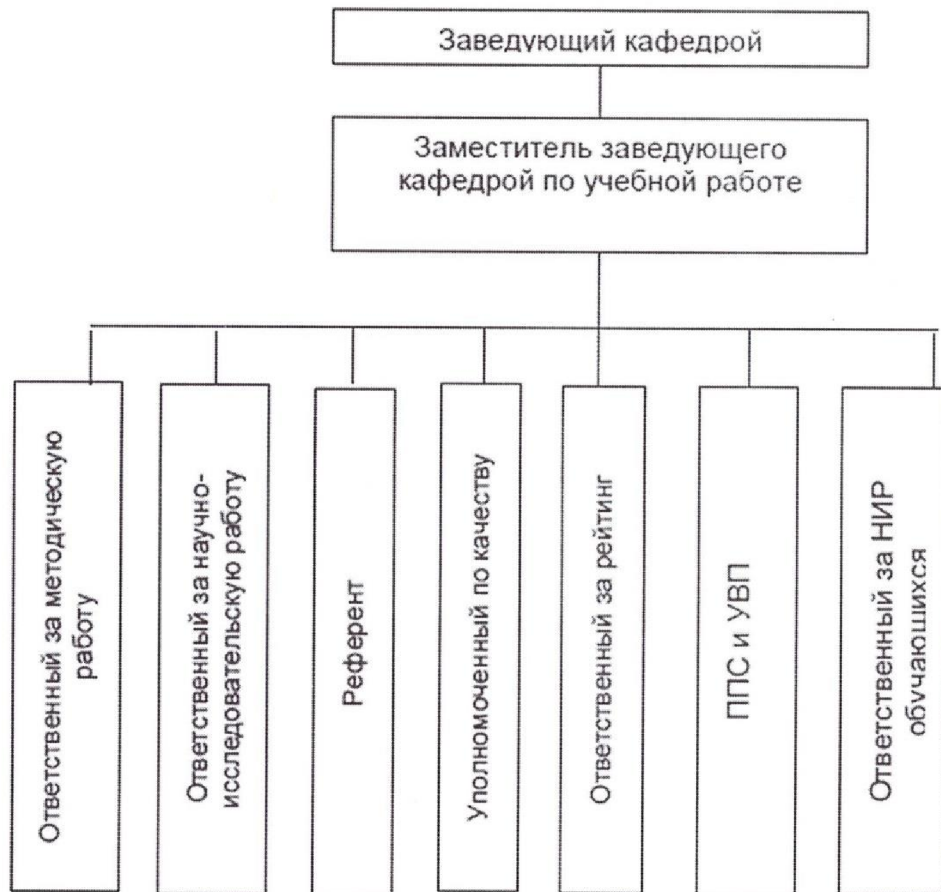 Заведующий кафедрой
Заместитель заведующего
кафедрой по учебной работе
Ответственный за методическую
работу
Ответственный за научно-
исследовательскую работу
Референт
Уполномоченный по качеству
Ответственный за рейтинг
ППС и УВП
Ответственный за НИР
обучающихся